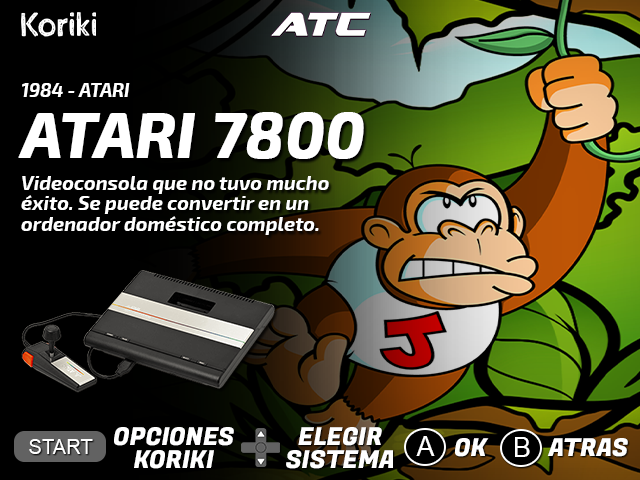 Koriki
ATC
1984 - ATARI
ATARI 7800
Videoconsola que no tuvo mucho
éxito. Se puede convertir en un
ordenador doméstico completo.
J
START
OPCIONES
KORIKI
ELEGIR
SISTEMA
A OK
B ATRAS